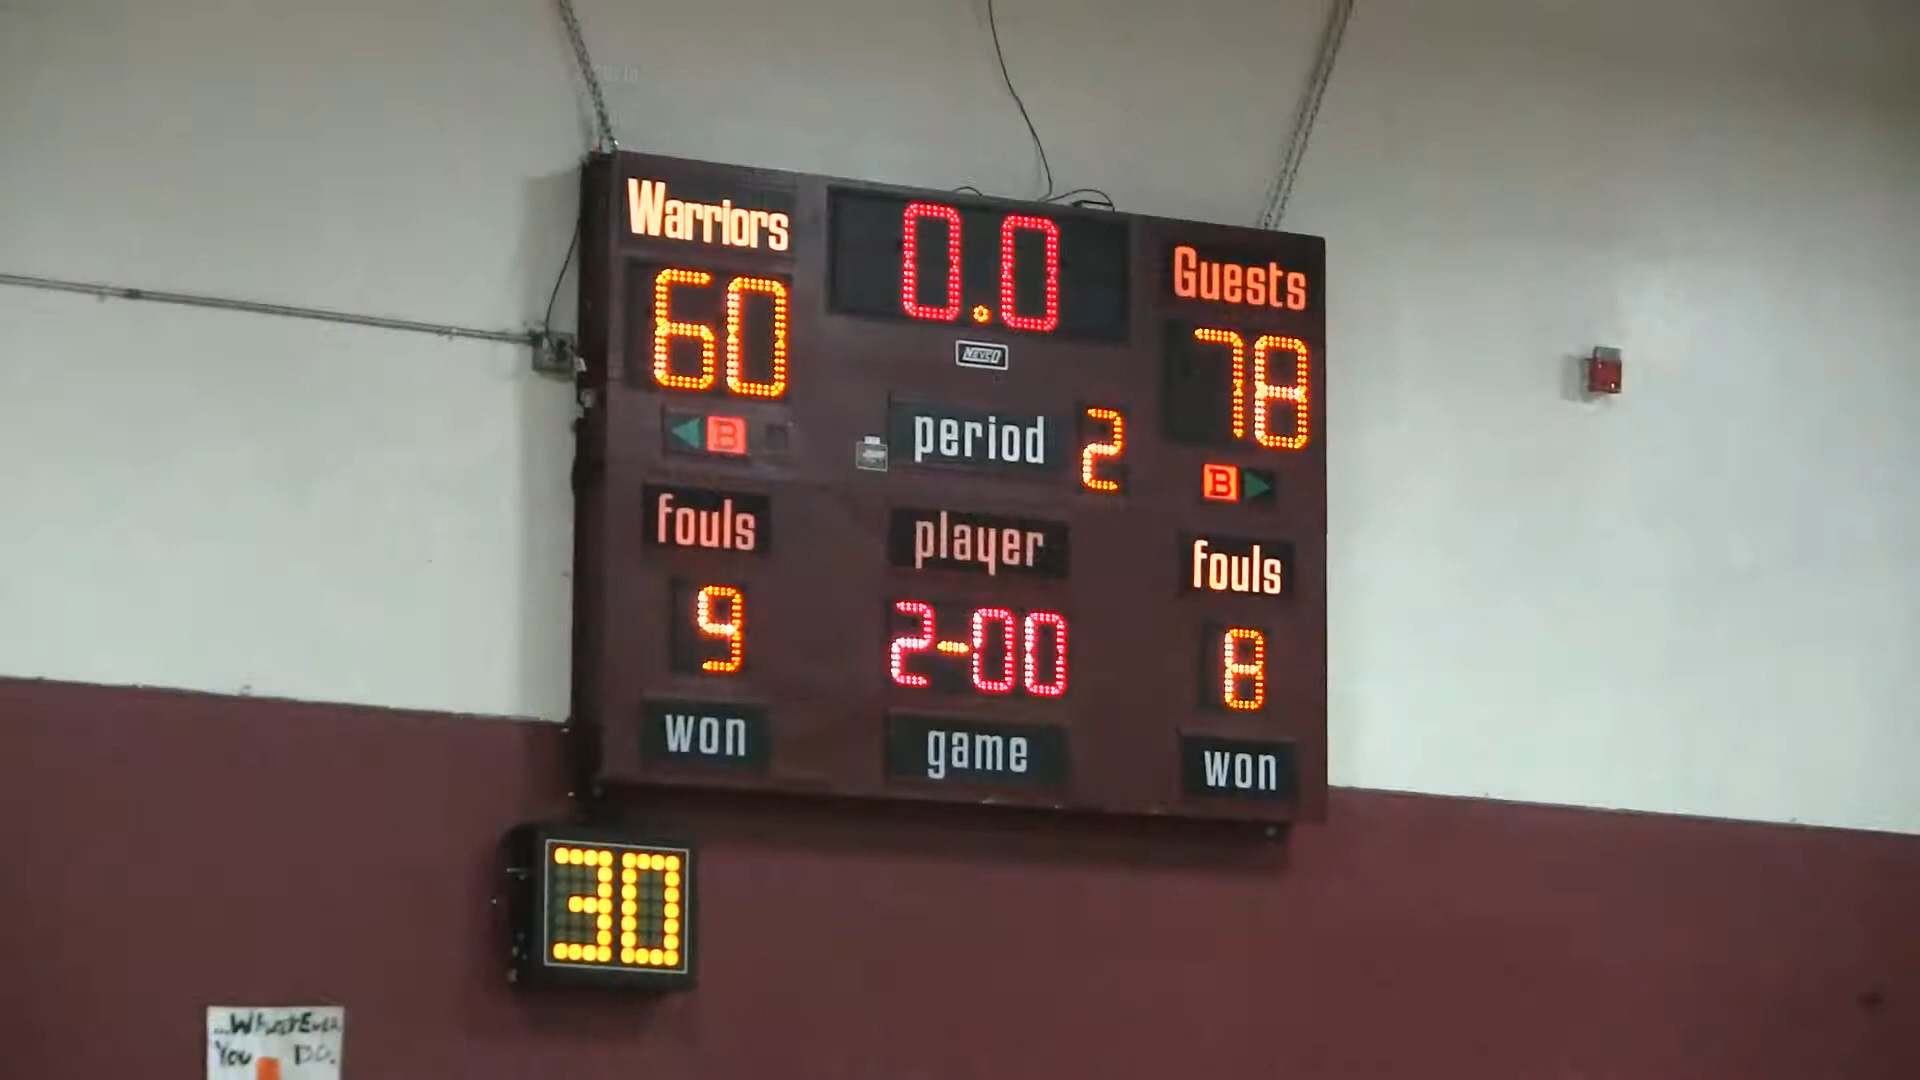 Warriors
0.0
Guests
60
78
NEVCO
B
period 2
B
fouls
player
fouls
9
2-00
8
won
game
won
30
...WhatEver
You Do.